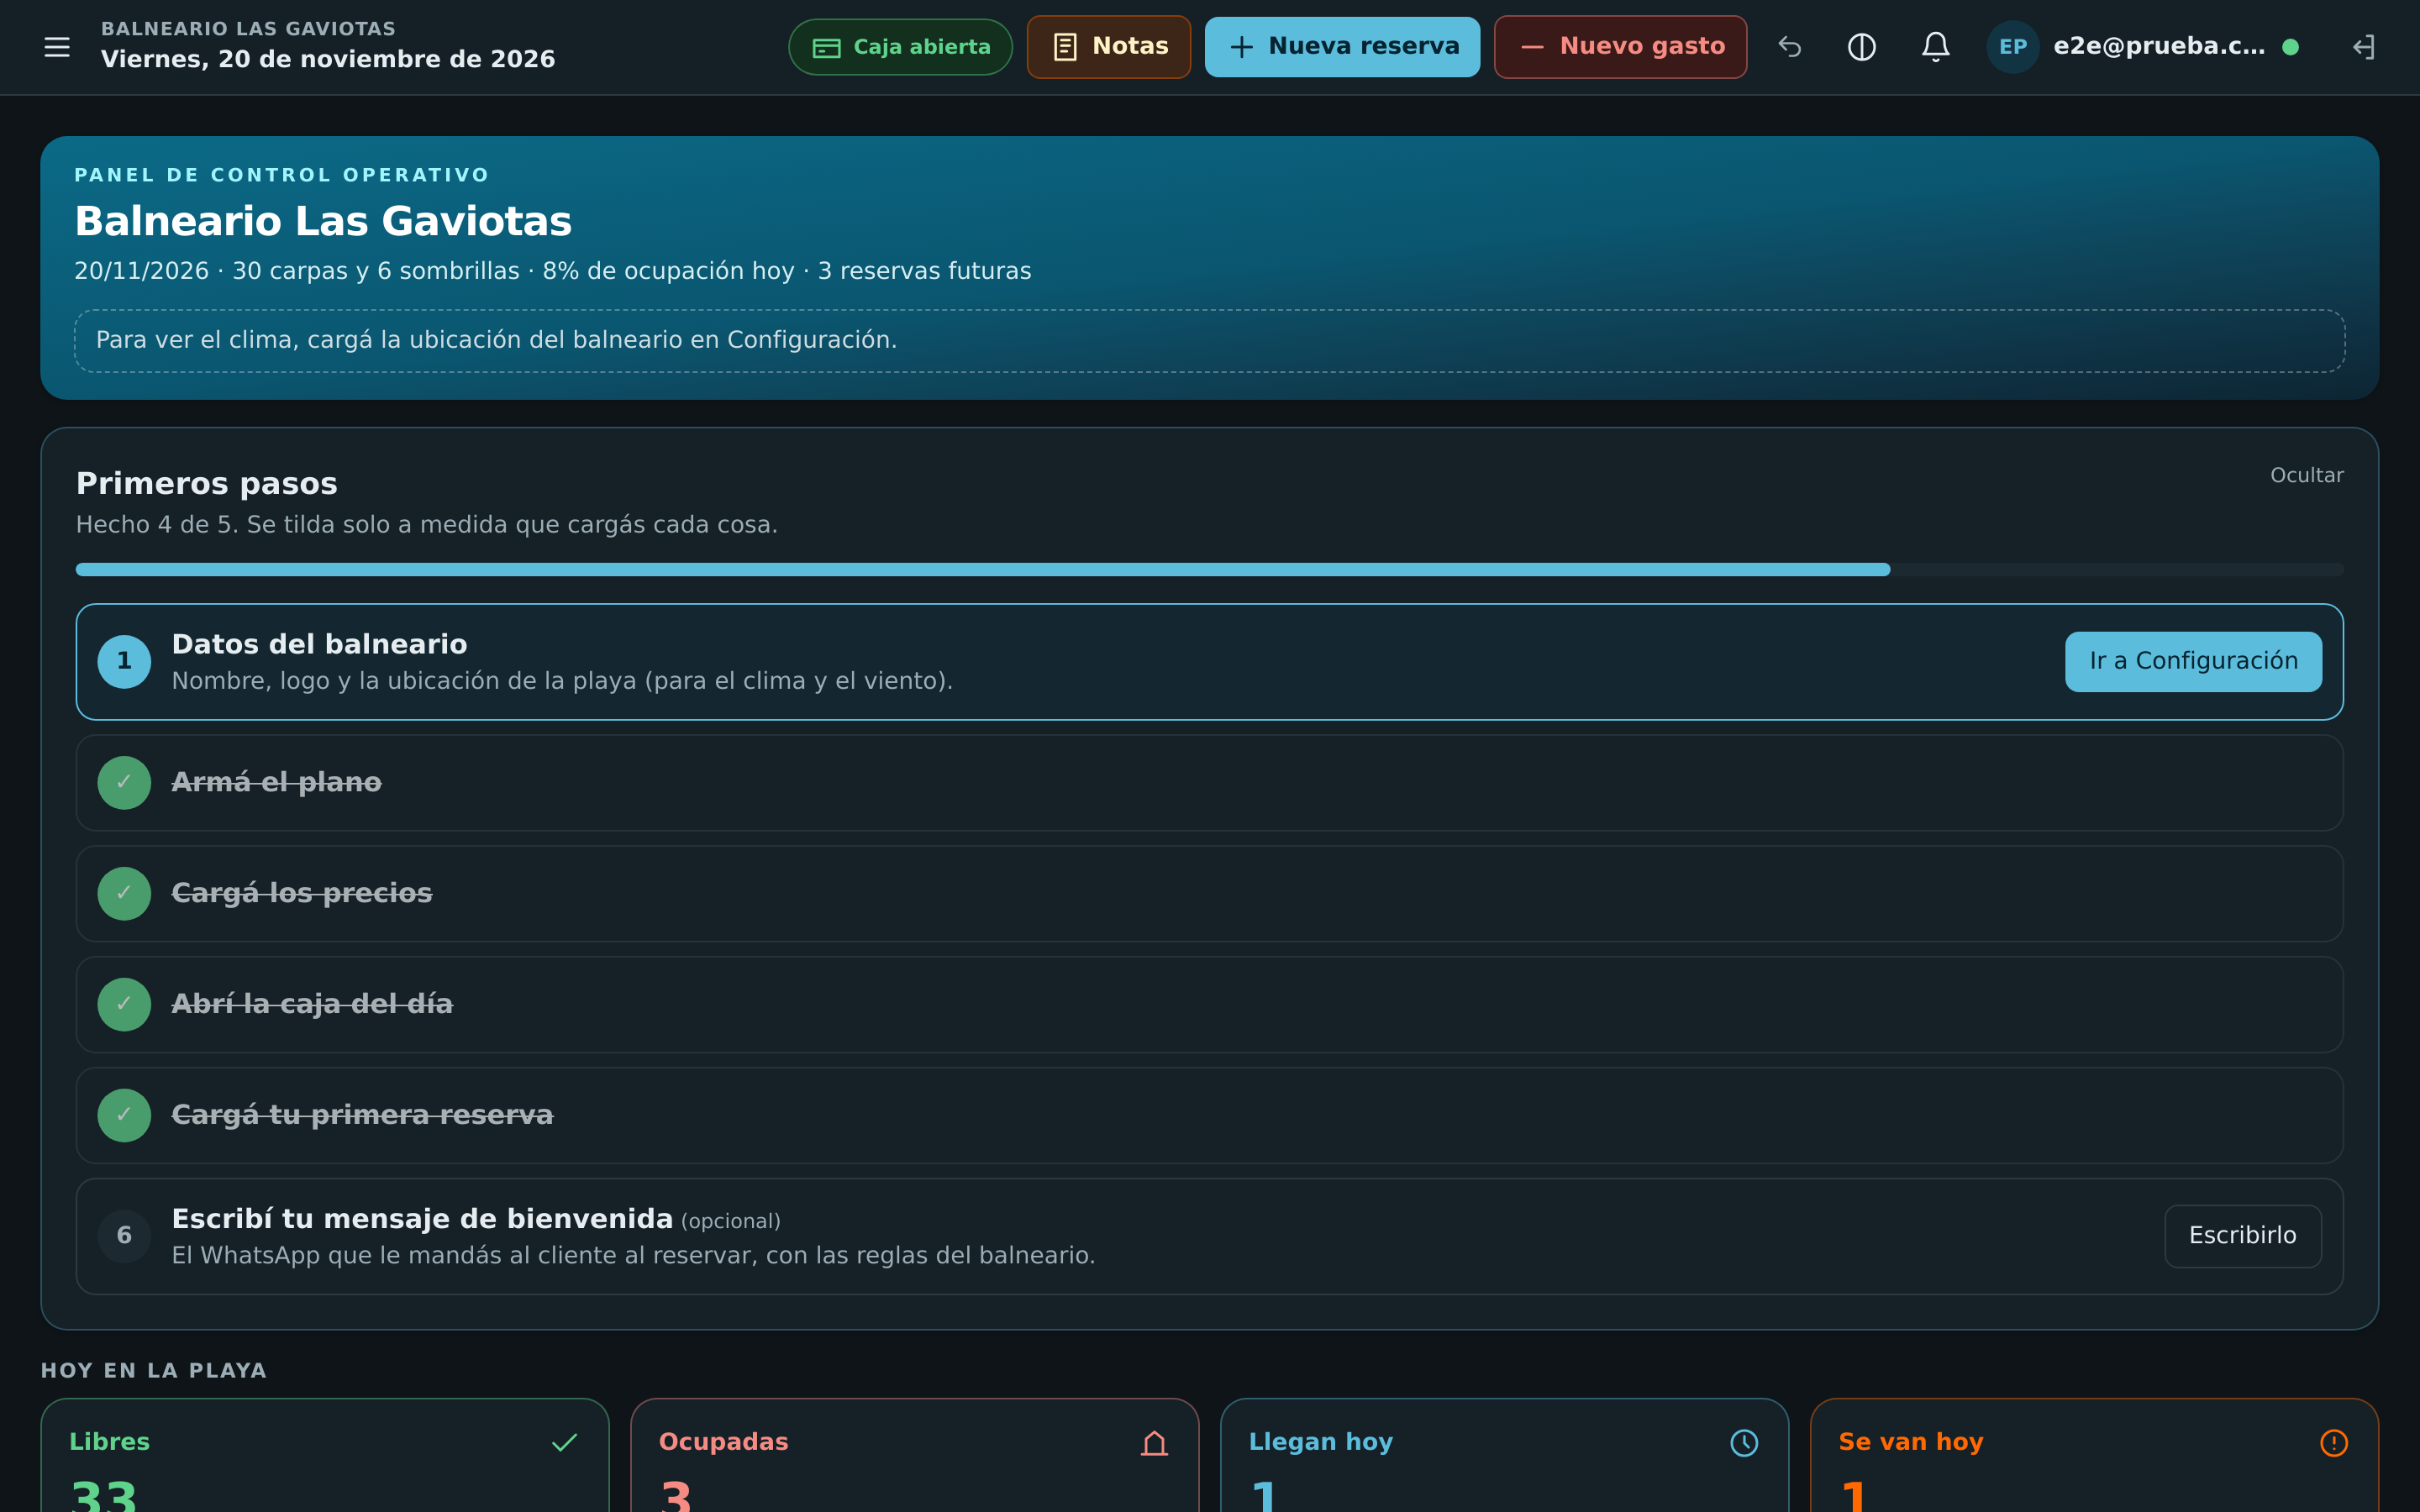 BALNEARIO LAS GAVIOTAS
Viernes, 20 de noviembre de 2026
Caja abierta
Notas
Nueva reserva
Nuevo gasto
EP
e2e@prueba.c…
PANEL DE CONTROL OPERATIVO
Balneario Las Gaviotas
20/11/2026 · 30 carpas y 6 sombrillas · 8% de ocupación hoy · 3 reservas futuras
Para ver el clima, cargá la ubicación del balneario en Configuración.
Primeros pasos
Ocultar
Hecho 4 de 5. Se tilda solo a medida que cargás cada cosa.
1
Datos del balneario
Nombre, logo y la ubicación de la playa (para el clima y el viento).
Ir a Configuración
✓ Armá el plano
✓ Cargá los precios
✓ Abrí la caja del día
✓ Cargá tu primera reserva
6
Escribí tu mensaje de bienvenida (opcional)
El WhatsApp que le mandás al cliente al reservar, con las reglas del balneario.
Escribirlo
HOY EN LA PLAYA
Libres
33
Ocupadas
3
Llegan hoy
1
Se van hoy
1